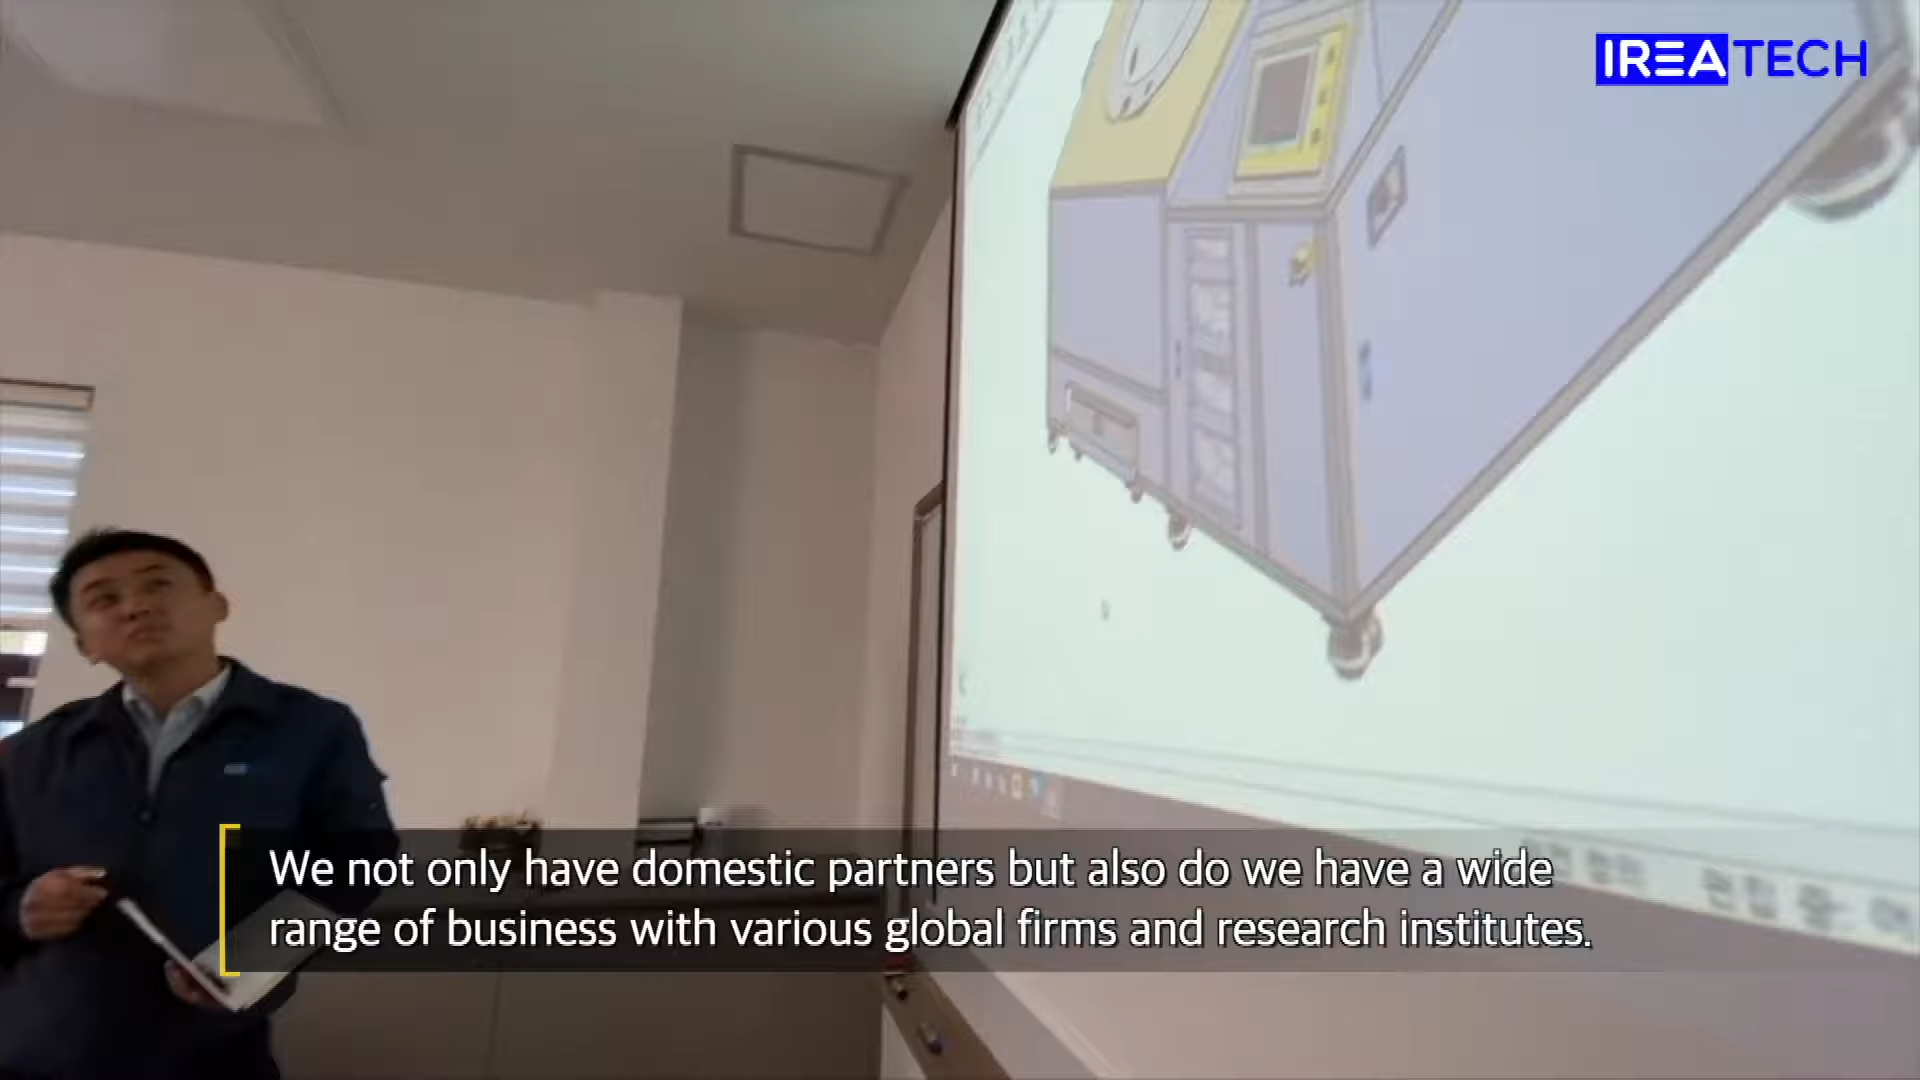 IREATECH
We not only have domestic partners but also do we have a wide
range of business with various global firms and research institutes.